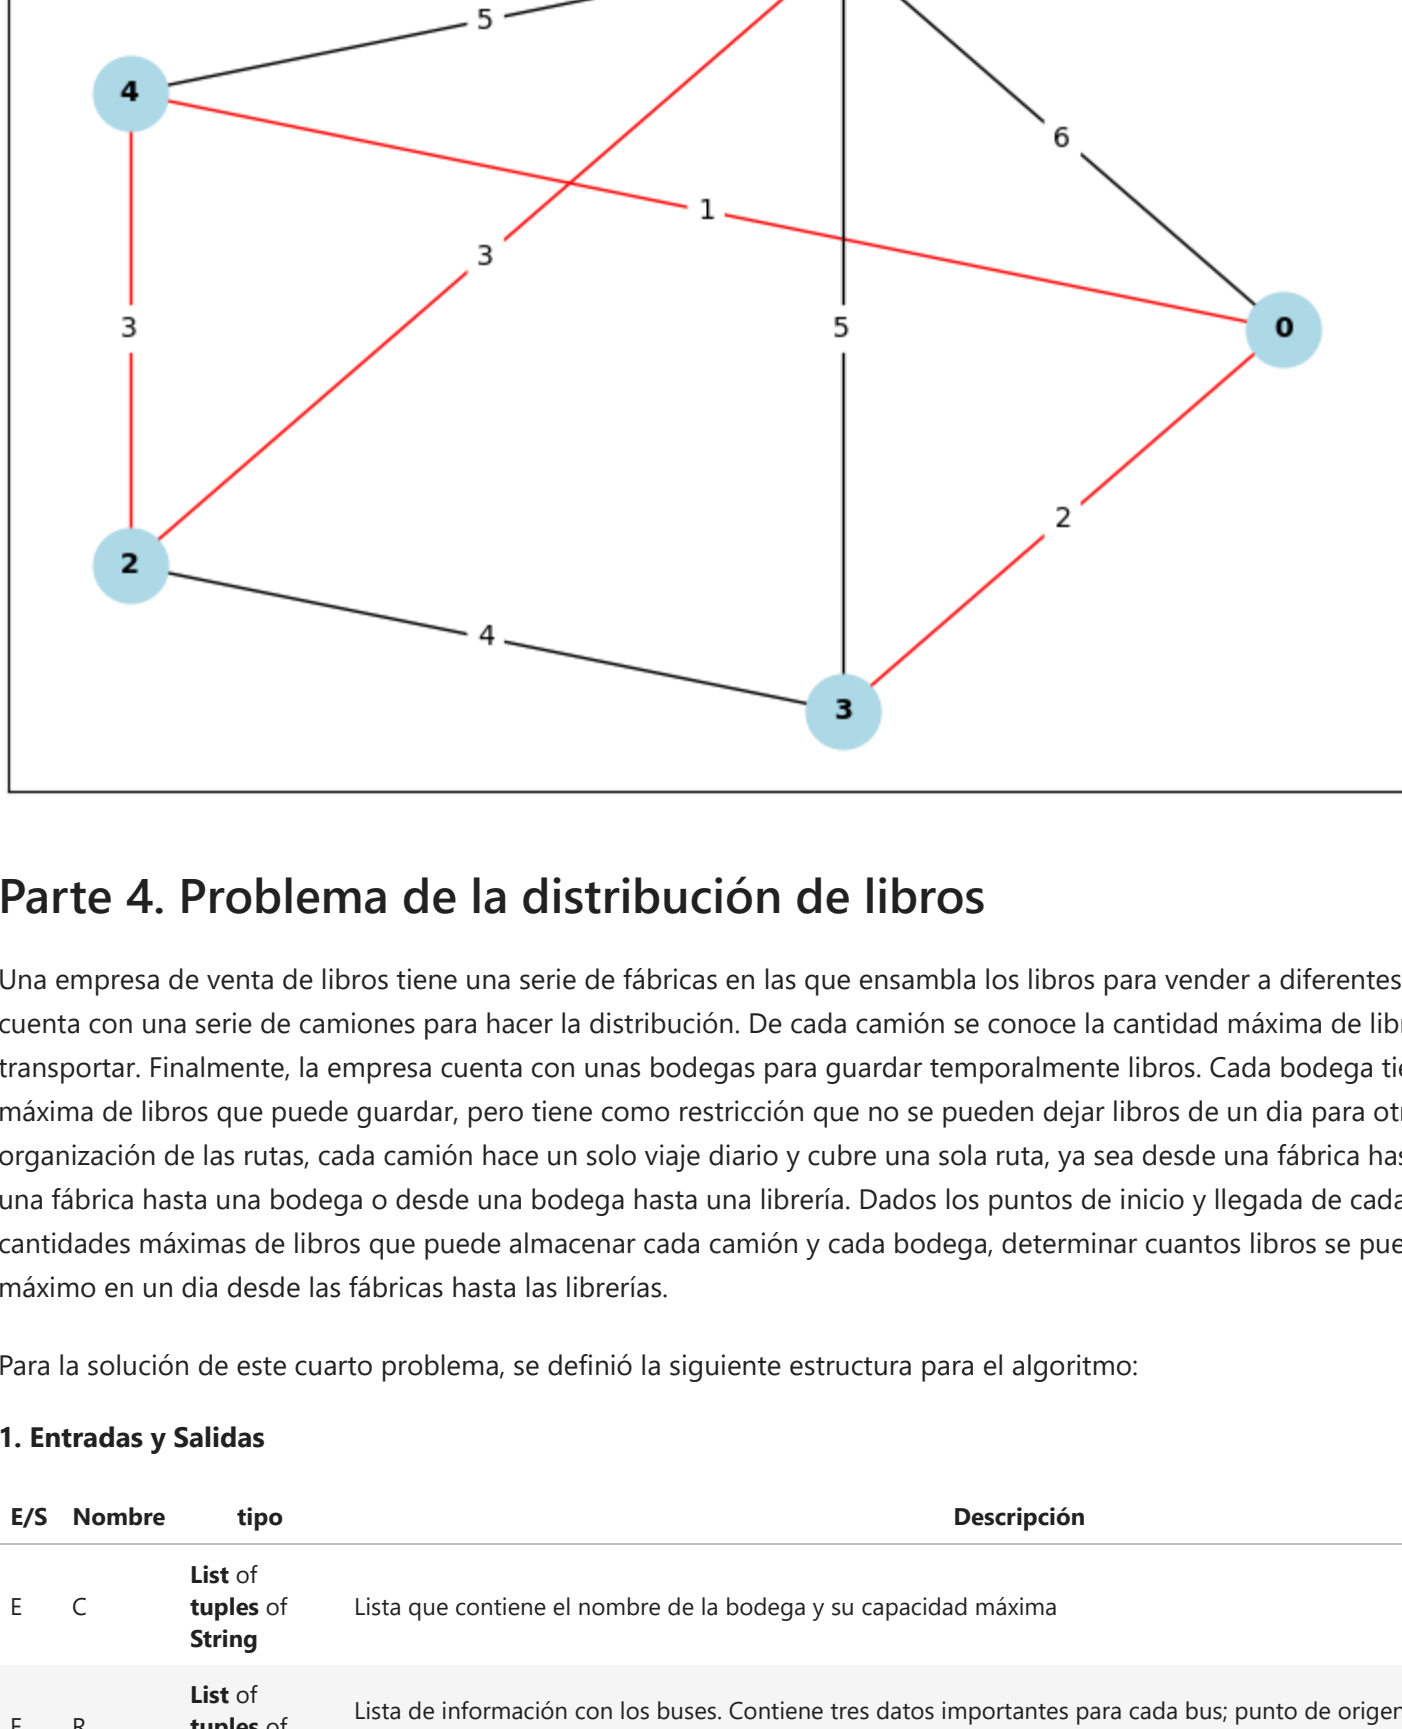 5
4
6
1
3
3
5
0
2
2
4
3
Parte 4. Problema de la distribución de libros
Una empresa de venta de libros tiene una serie de fábricas en las que ensambla los libros para vender a diferentes
cuenta con una serie de camiones para hacer la distribución. De cada camión se conoce la cantidad máxima de
transportar. Finalmente, la empresa cuenta con unas bodegas para guardar temporalmente libros. Cada bodega
máxima de libros que puede guardar, pero tiene como restricción que no se pueden dejar libros de un dia para
organización de las rutas, cada camión hace un solo viaje diario y cubre una sola ruta, ya sea desde una fábrica
una fábrica hasta una bodega o desde una bodega hasta una librería. Dados los puntos de inicio y llegada de cada
cantidades máximas de libros que puede almacenar cada camión y cada bodega, determinar cuantos libros se
máximo en un dia desde las fábricas hasta las librerías.
Para la solución de este cuarto problema, se definió la siguiente estructura para el algoritmo:
1. Entradas y Salidas
E/S Nombre tipo Descripción
E C List of tuples of String Lista que contiene el nombre de la bodega y su capacidad máxima
E R List of tuples of Lista de información con los buses. Contiene tres datos importantes para cada bus; punto de origen